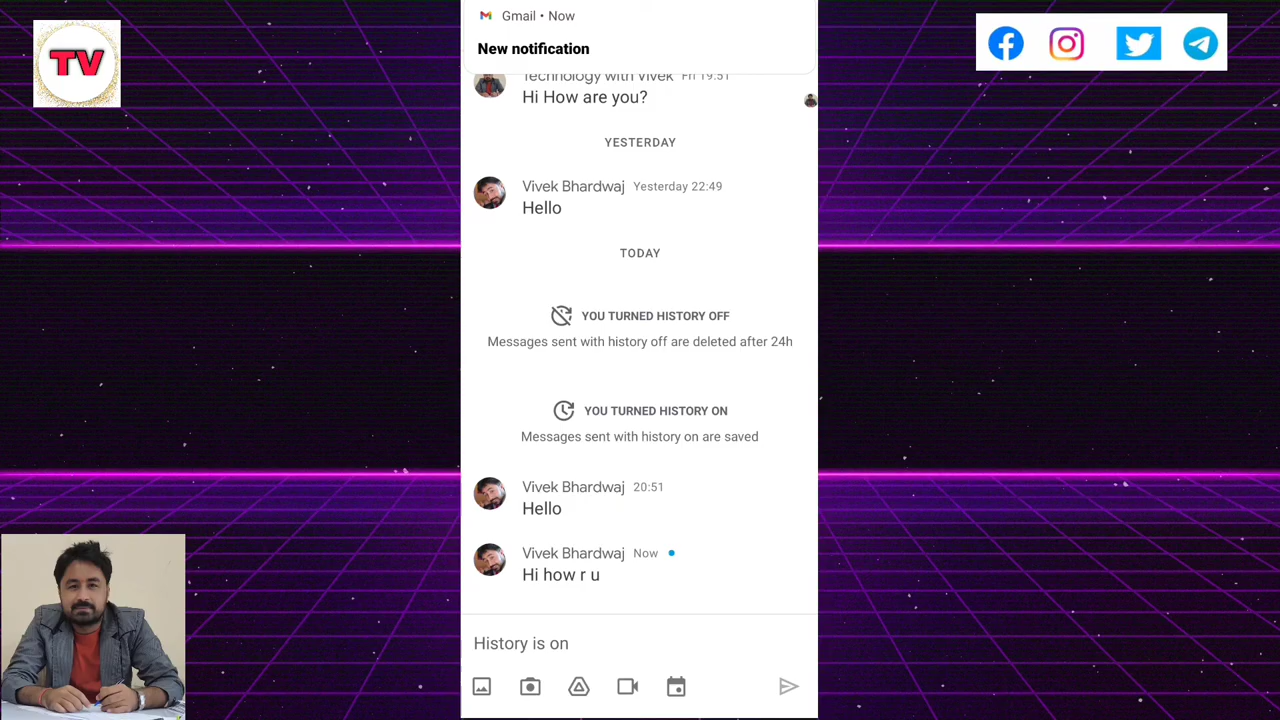 TV
Gmail • Now
New notification
Technology with Vivek Fri 19:51
Hi How are you?
YESTERDAY
Vivek Bhardwaj Yesterday 22:49
Hello
TODAY
YOU TURNED HISTORY OFF
Messages sent with history off are deleted after 24h
YOU TURNED HISTORY ON
Messages sent with history on are saved
Vivek Bhardwaj 20:51
Hello
Vivek Bhardwaj Now
Hi how r u
History is on